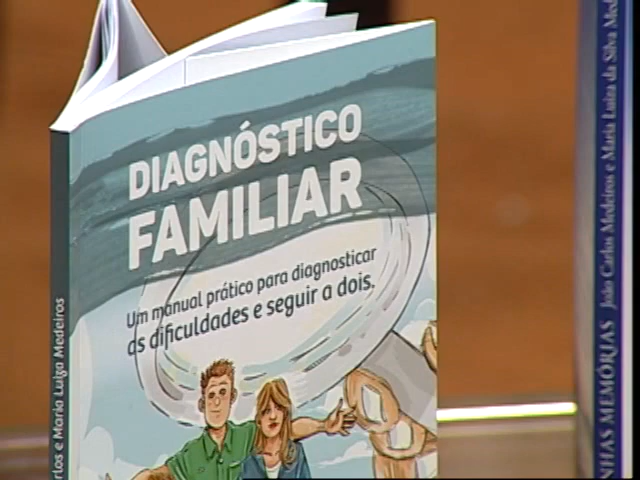 DIAGNÓSTICO
FAMILIAR
Um manual prático para diagnosticar
as dificuldades e seguir a dois.
e Maria Luiza Medeiros
MEMÓRIAS João Carlos Medeiros e Maria Luiza da Silva